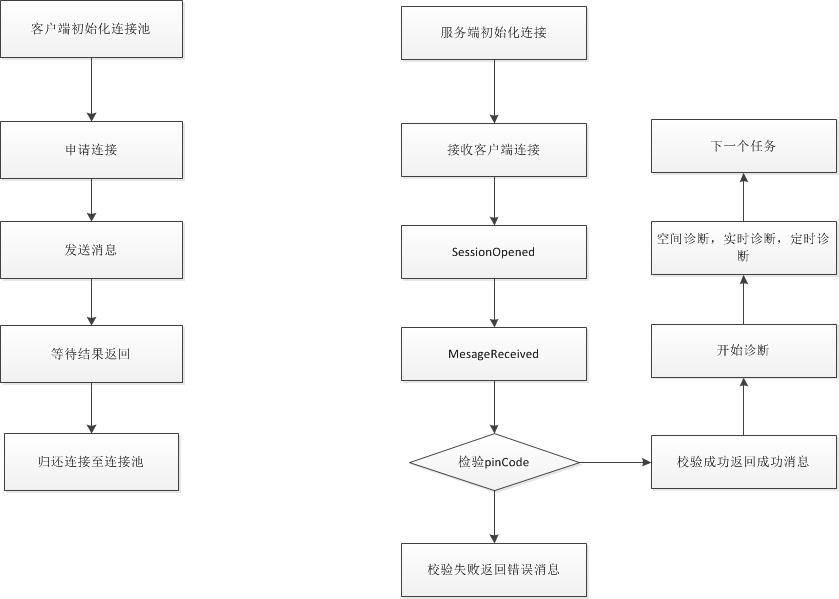 客户端初始化连接池
申请连接
发送消息
等待结果返回
归还连接至连接池
服务端初始化连接
接收客户端连接
SessionOpened
MesageReceived
检验pinCode
校验失败返回错误消息
校验成功返回成功消息
开始诊断
空间诊断，实时诊断，定时诊
断
下一个任务